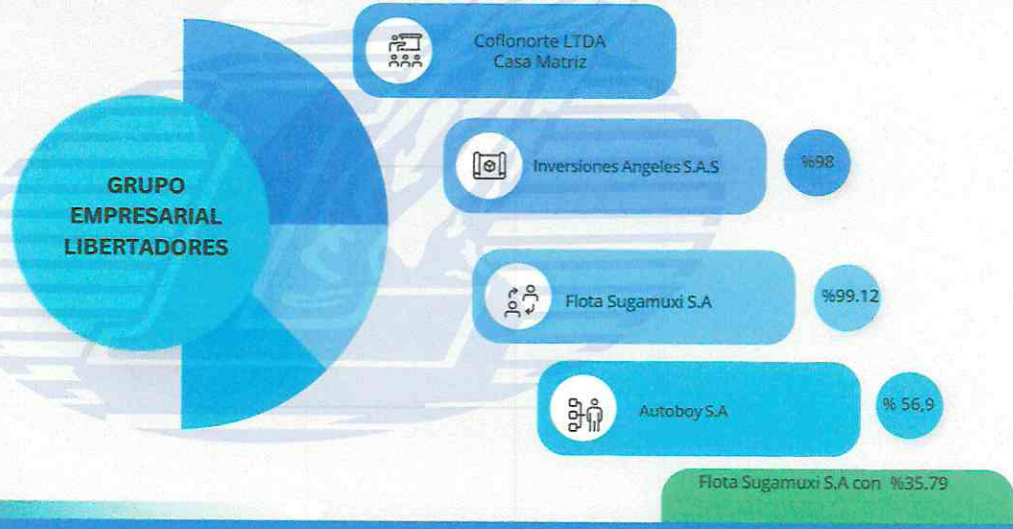 GRUPO
EMPRESARIAL
LIBERTADORES
Coflonorte LTDA
Casa Matriz
Inversiones Angeles S.A.S
%98
Flota Sugamuxi S.A
%99.12
Autoboy S.A
% 56,9
Flota Sugamuxi S.A con %35.79